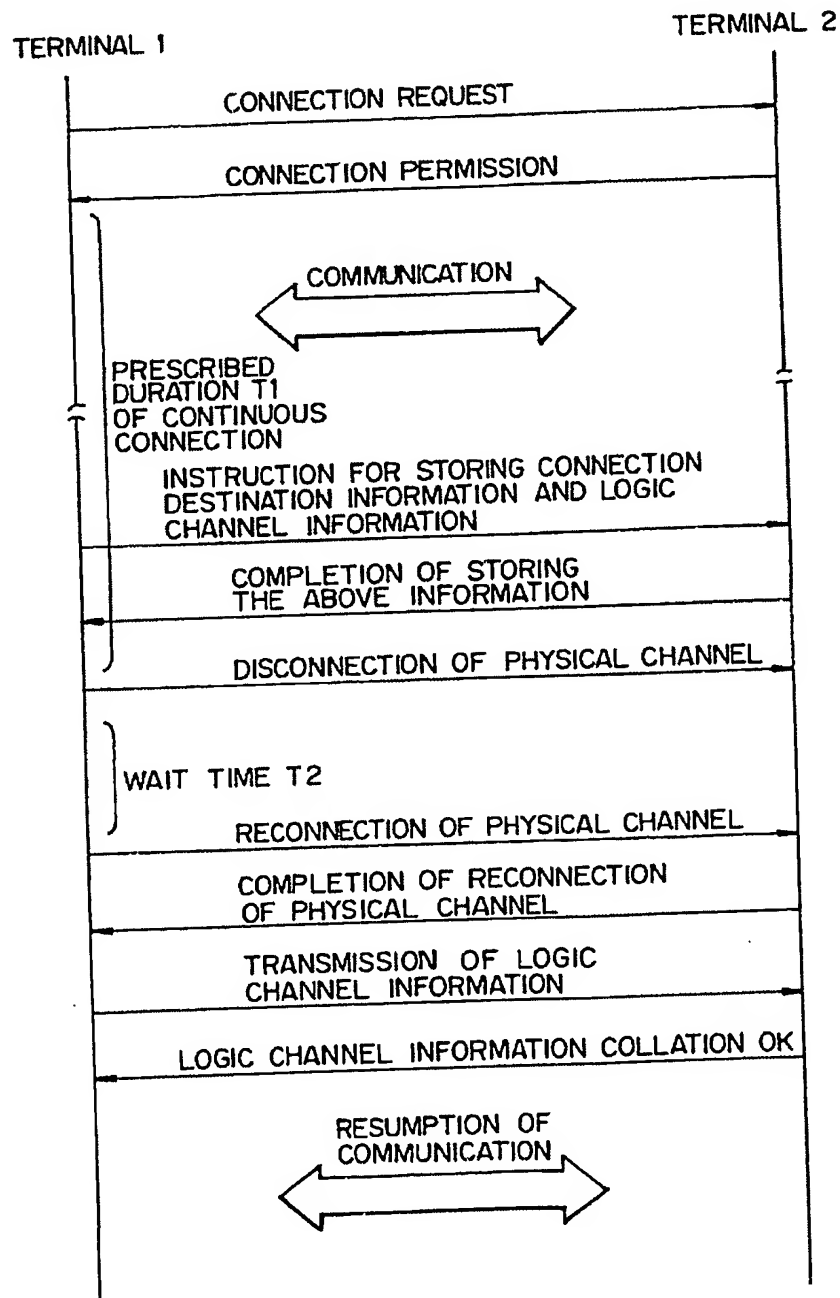 TERMINAL 1
TERMINAL 2
CONNECTION REQUEST
CONNECTION PERMISSION
COMMUNICATION
PRESCRIBED
DURATION T1
OF CONTINUOUS
CONNECTION
INSTRUCTION FOR STORING CONNECTION
DESTINATION INFORMATION AND LOGIC
CHANNEL INFORMATION
COMPLETION OF STORING
THE ABOVE INFORMATION
DISCONNECTION OF PHYSICAL CHANNEL
WAIT TIME T2
RECONNECTION OF PHYSICAL CHANNEL
COMPLETION OF RECONNECTION
OF PHYSICAL CHANNEL
TRANSMISSION OF LOGIC
CHANNEL INFORMATION
LOGIC CHANNEL INFORMATION COLLATION OK
RESUMPTION OF
COMMUNICATION